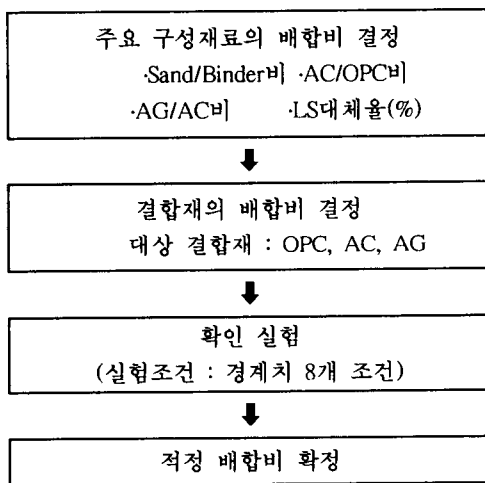 주요 구성재료의 배합비 결정
·Sand/Binder비 ·AC/OPC비
·AG/AC비 ·LS대체율(%)
결합재의 배합비 결정
대상 결합재 : OPC, AC, AG
확인 실험
(실험조건 : 경계치 8개 조건)
적정 배합비 확정